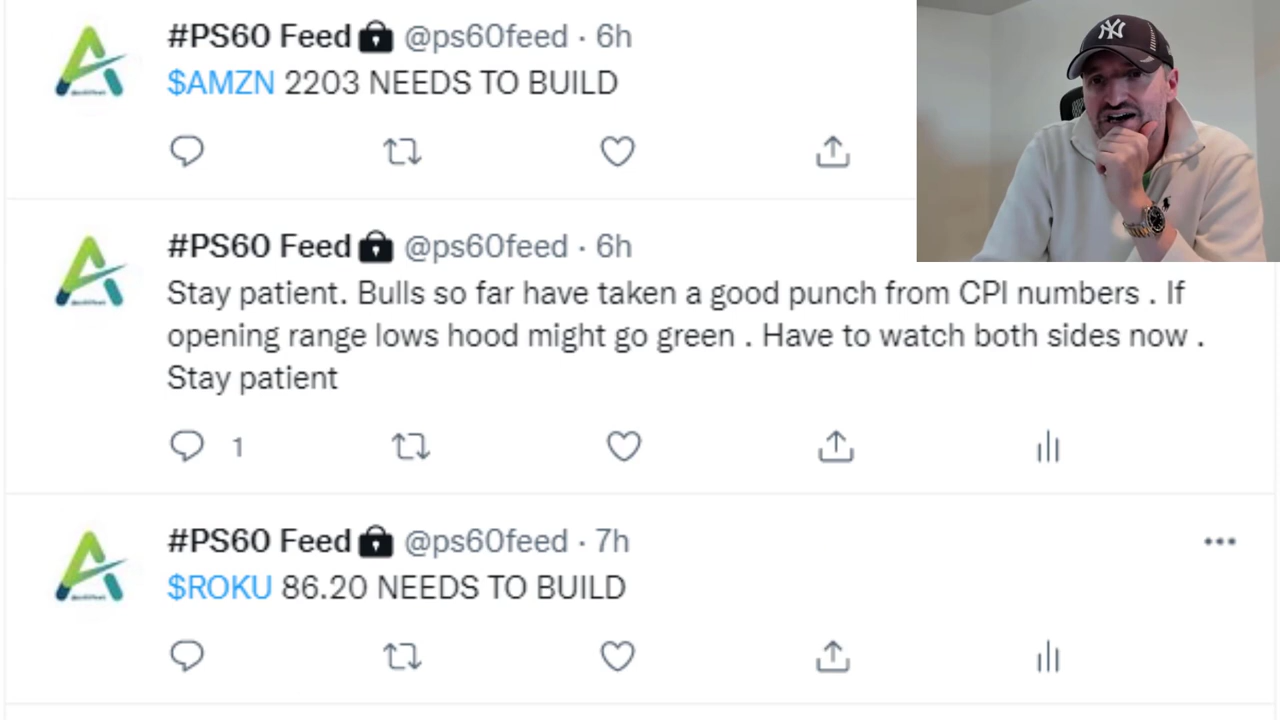 #PS60 Feed @ps60feed · 6h
$AMZN 2203 NEEDS TO BUILD
#PS60 Feed @ps60feed · 6h
Stay patient. Bulls so far have taken a good punch from CPI numbers . If
opening range lows hood might go green . Have to watch both sides now .
Stay patient
1
#PS60 Feed @ps60feed · 7h
$ROKU 86.20 NEEDS TO BUILD
NY